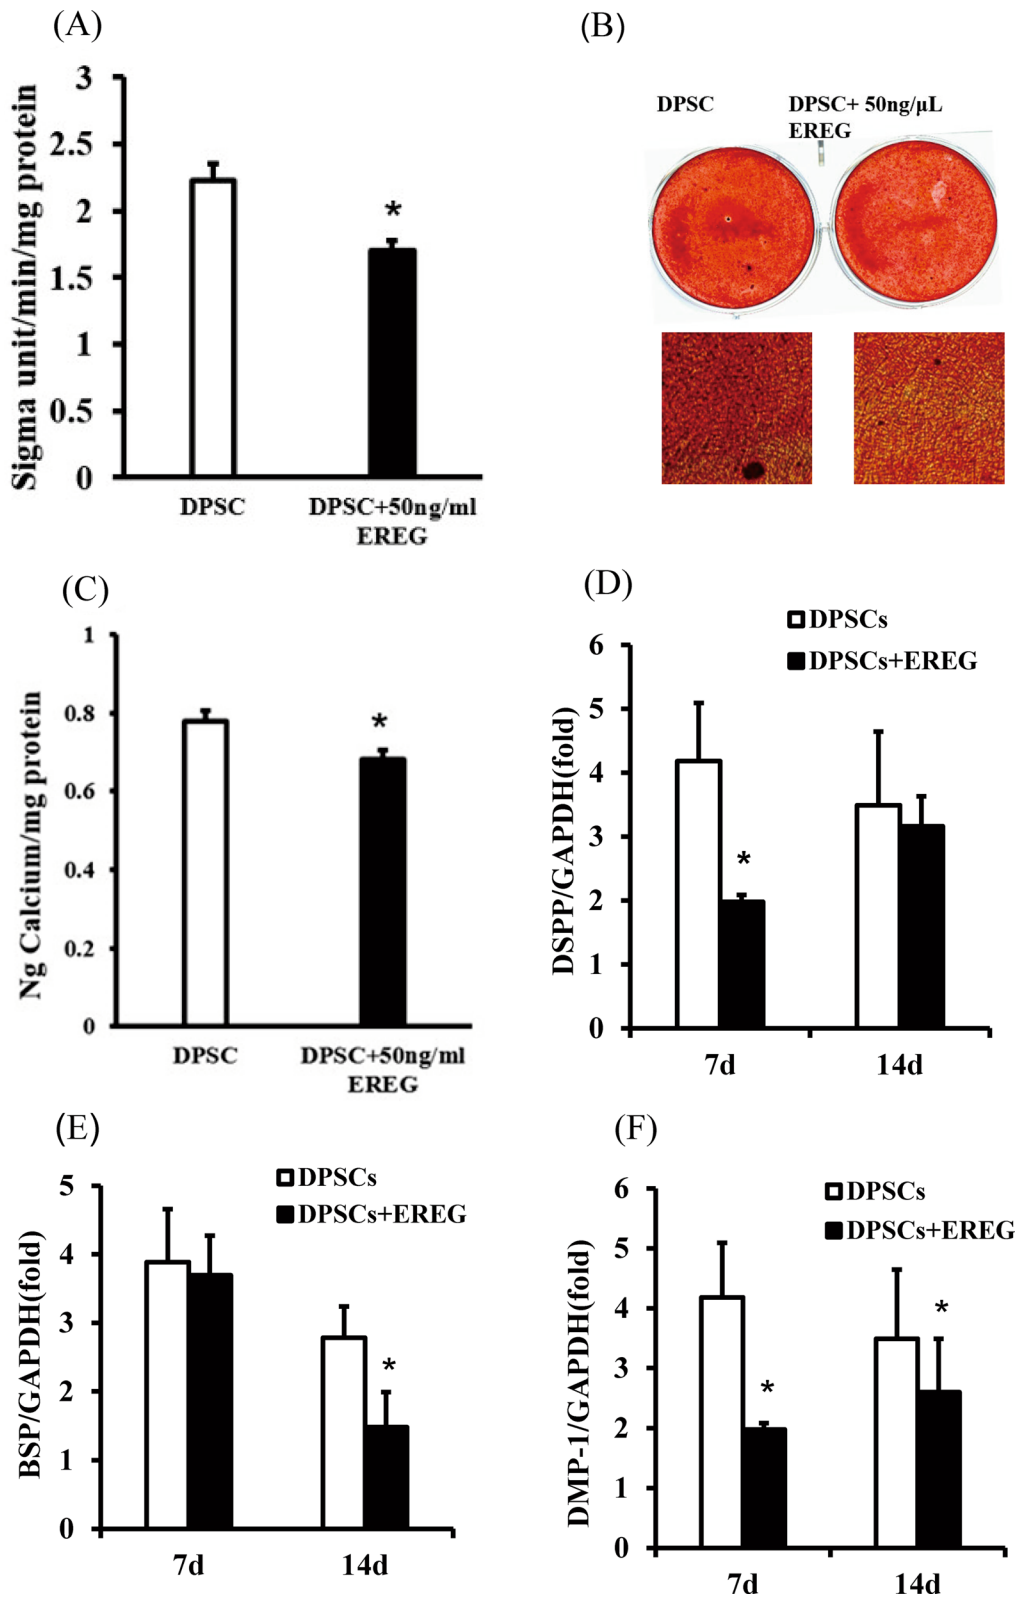 (A)
Sigma unit/min/mg protein
3
2.5
2
1.5
1
0.5
0
*
DPSC
DPSC+50ng/ml
EREG
(B)
DPSC
DPSC+ 50ng/μL
EREG
(C)
Ng Calcium/mg protein
1
0.8
0.6
0.4
0.2
0
*
DPSC
DPSC+50ng/ml
EREG
(D)
DPSCs
DPSCs+EREG
DSPP/GAPDH(fold)
6
5
4
3
2
1
0
*
7d
14d
(E)
DPSCs
DPSCs+EREG
BSP/GAPDH(fold)
5
4
3
2
1
0
*
7d
14d
(F)
DPSCs
DPSCs+EREG
DMP-1/GAPDH(fold)
6
5
4
3
2
1
0
*
*
7d
14d